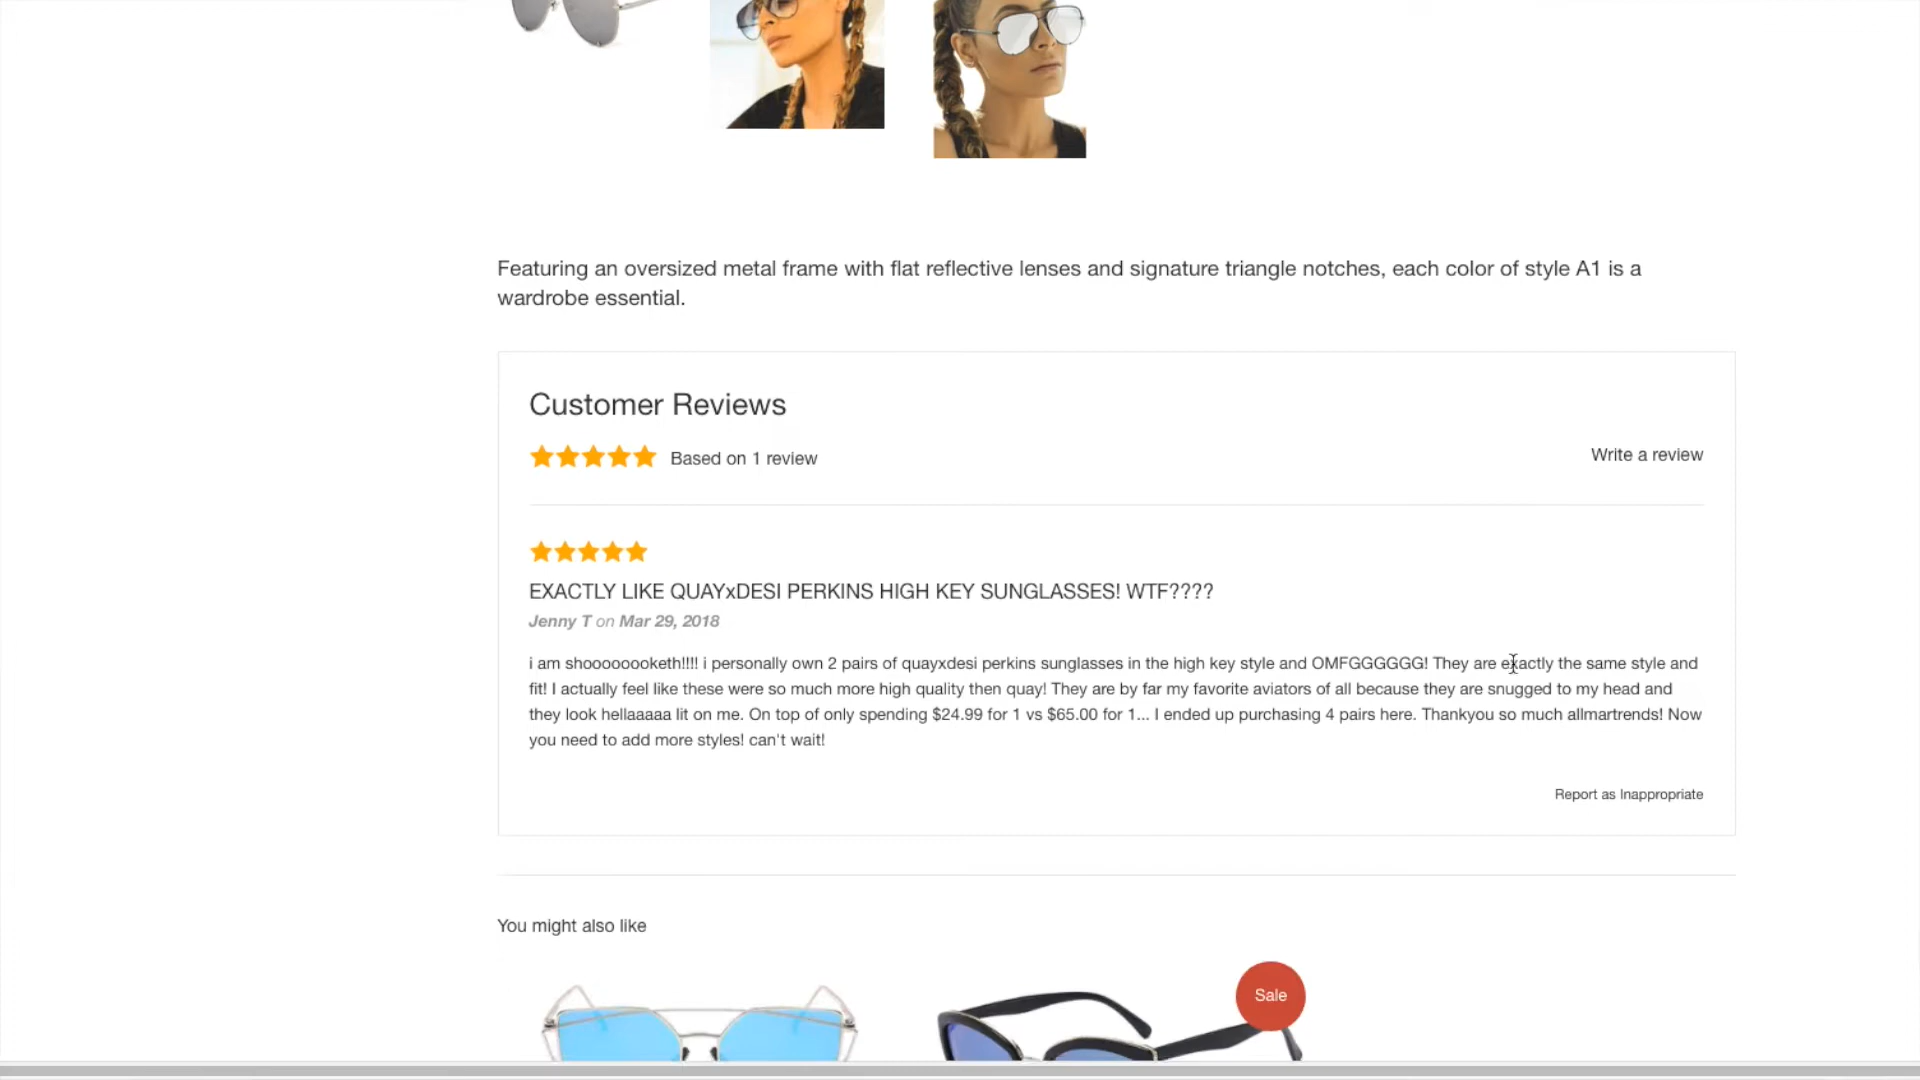 Featuring an oversized metal frame with flat reflective lenses and signature triangle notches, each color of style A1 is a
wardrobe essential.
Customer Reviews
Based on 1 review
Write a review
EXACTLY LIKE QUAYxDESI PERKINS HIGH KEY SUNGLASSES! WTF????
Jenny T on Mar 29, 2018
i am shooooooooketh!!!! i personally own 2 pairs of quayxdesi perkins sunglasses in the high key style and OMFGGGGGG! They are exactly the same style and
fit! I actually feel like these were so much more high quality then quay! They are by far my favorite aviators of all because they are snugged to my head and
they look hellaaaaa lit on me. On top of only spending $24.99 for 1 vs $65.00 for 1... I ended up purchasing 4 pairs here. Thankyou so much allmartrends! Now
you need to add more styles! can't wait!
Report as Inappropriate
You might also like
Sale